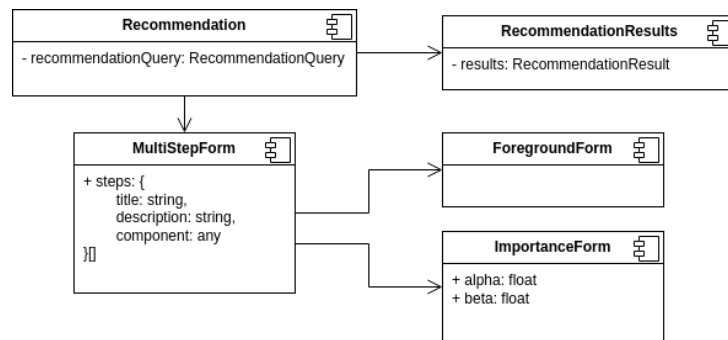 Recommendation
- recommendationQuery: RecommendationQuery
RecommendationResults
- results: RecommendationResult
MultiStepForm
+ steps: {
title: string,
description: string,
component: any
}[]
ForegroundForm
ImportanceForm
+ alpha: float
+ beta: float